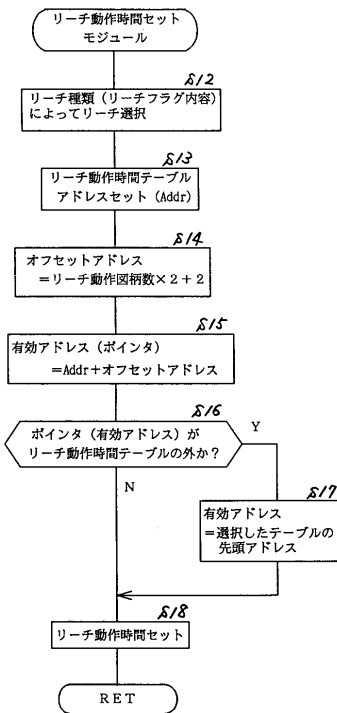 リーチ動作時間セット
モジュール
S12
リーチ種類（リーチフラグ内容）
によってリーチ選択
S13
リーチ動作時間テーブル
アドレスセット（Addr）
S14
オフセットアドレス
＝リーチ動作図柄数×２＋２
S15
有効アドレス（ポインタ）
＝Addr＋オフセットアドレス
S16
ポインタ（有効アドレス）が
リーチ動作時間テーブルの外か？
Y
N
S17
有効アドレス
＝選択したテーブルの
先頭アドレス
S18
リーチ動作時間セット
RET